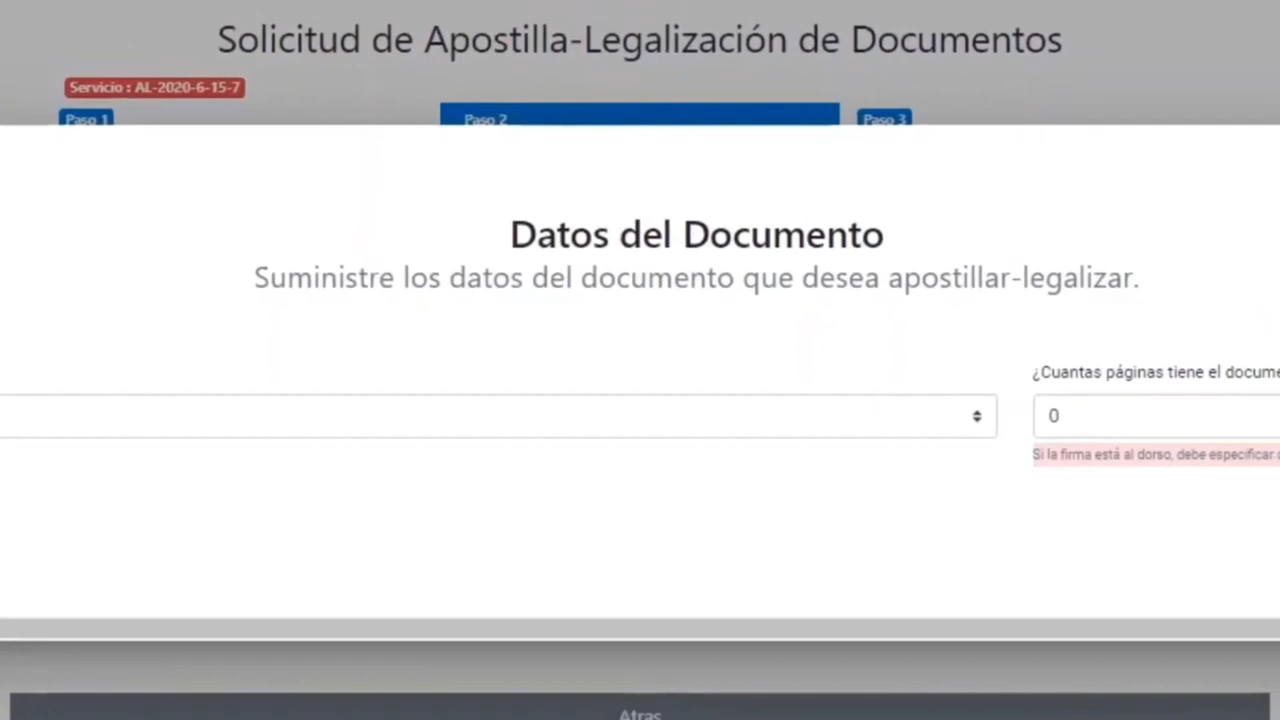 Solicitud de Apostilla-Legalización de Documentos
Servicio : AL-2020-6-15-7
Paso 1
Paso 2
Paso 3
Datos del Documento
Suministre los datos del documento que desea apostillar-legalizar.
¿Cuantas páginas tiene el docume
0
Si la firma está al dorso, debe especificar
Atras